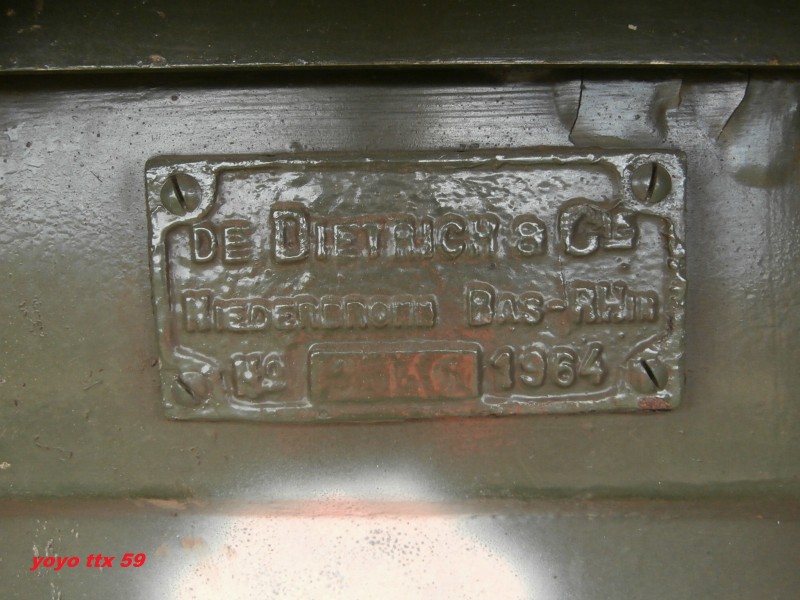 DE DIETRICH & CIE
NIEDERBRONN BAS-RHIN
No 1964
yoyo ttx 59